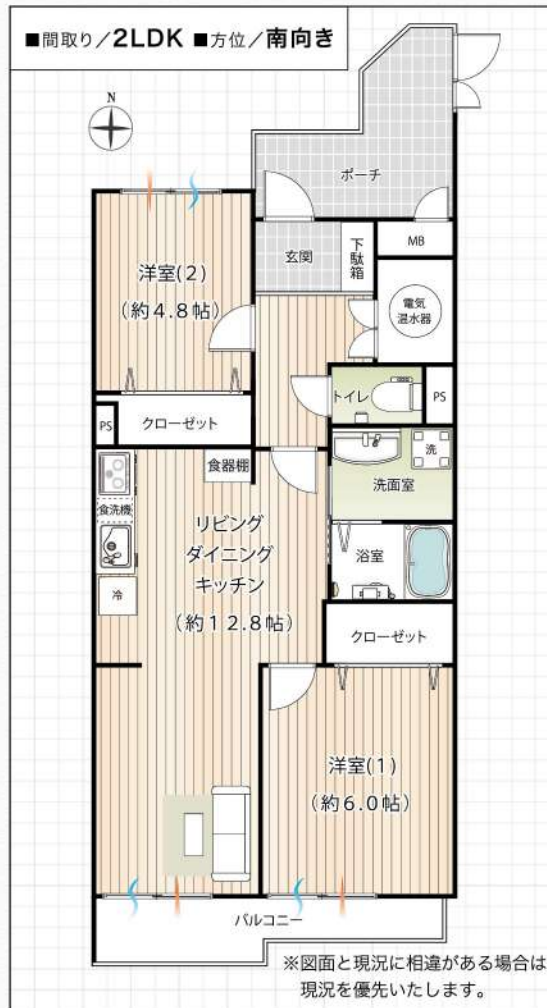 ■間取り/2LDK ■方位/南向き
N
ポーチ
玄関
下駄箱
MB
洋室(2)
(約4.8帖)
電気
温水器
トイレ
PS
PS
クローゼット
食器棚
洗
洗面室
食洗機
リビング
ダイニング
キッチン
(約12.8帖)
浴室
冷
クローゼット
洋室(1)
(約6.0帖)
バルコニー
※図面と現況に相違がある場合は
現況を優先いたします。